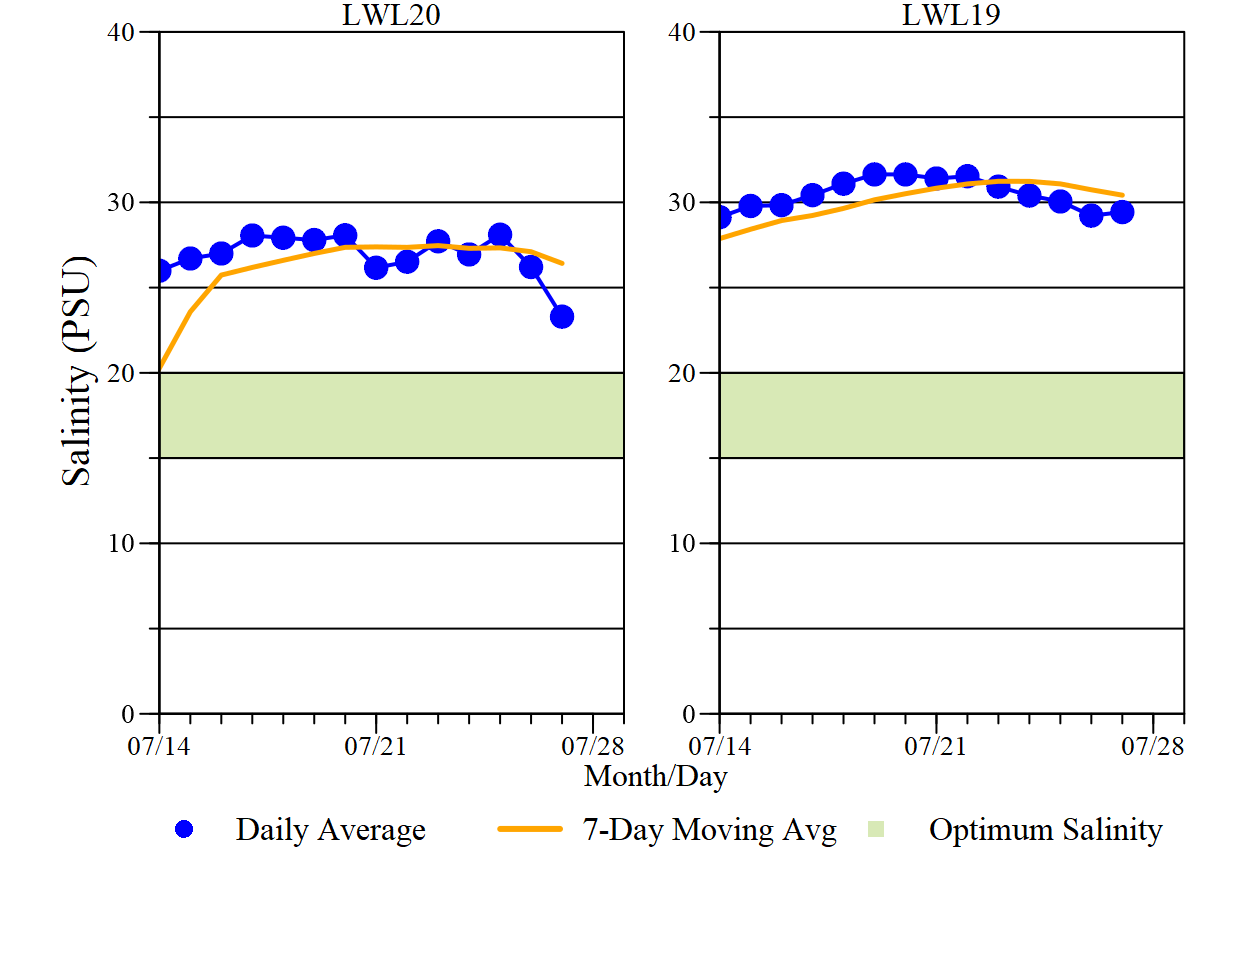 LWL20
LWL19
40
30
20
10
0
40
30
20
10
0
Salinity (PSU)
07/14
07/21
07/28
07/14
07/21
07/28
Month/Day
Daily Average
7-Day Moving Avg
Optimum Salinity